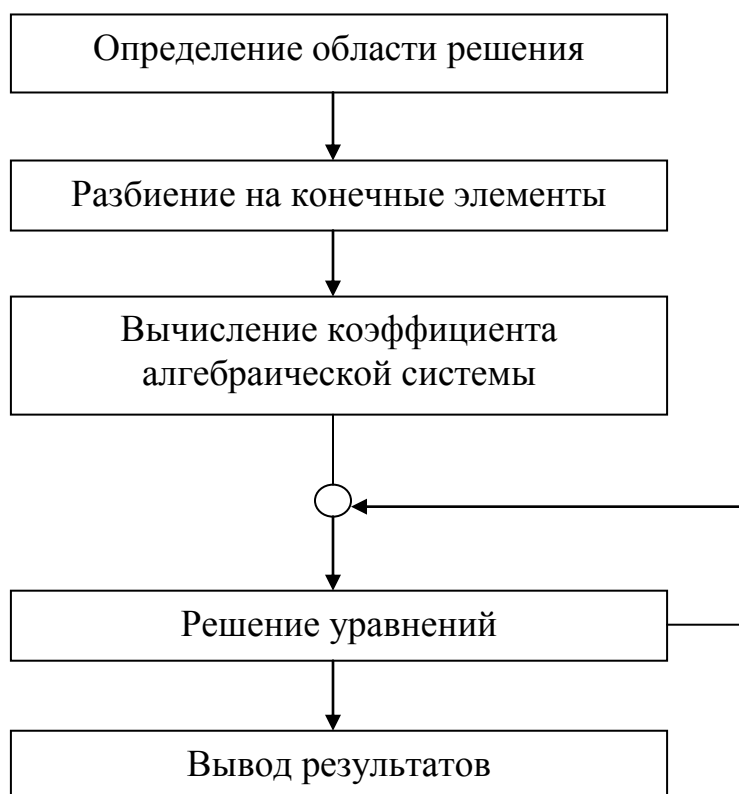 Определение области решения
Разбиение на конечные элементы
Вычисление коэффициента
алгебраической системы
Решение уравнений
Вывод результатов